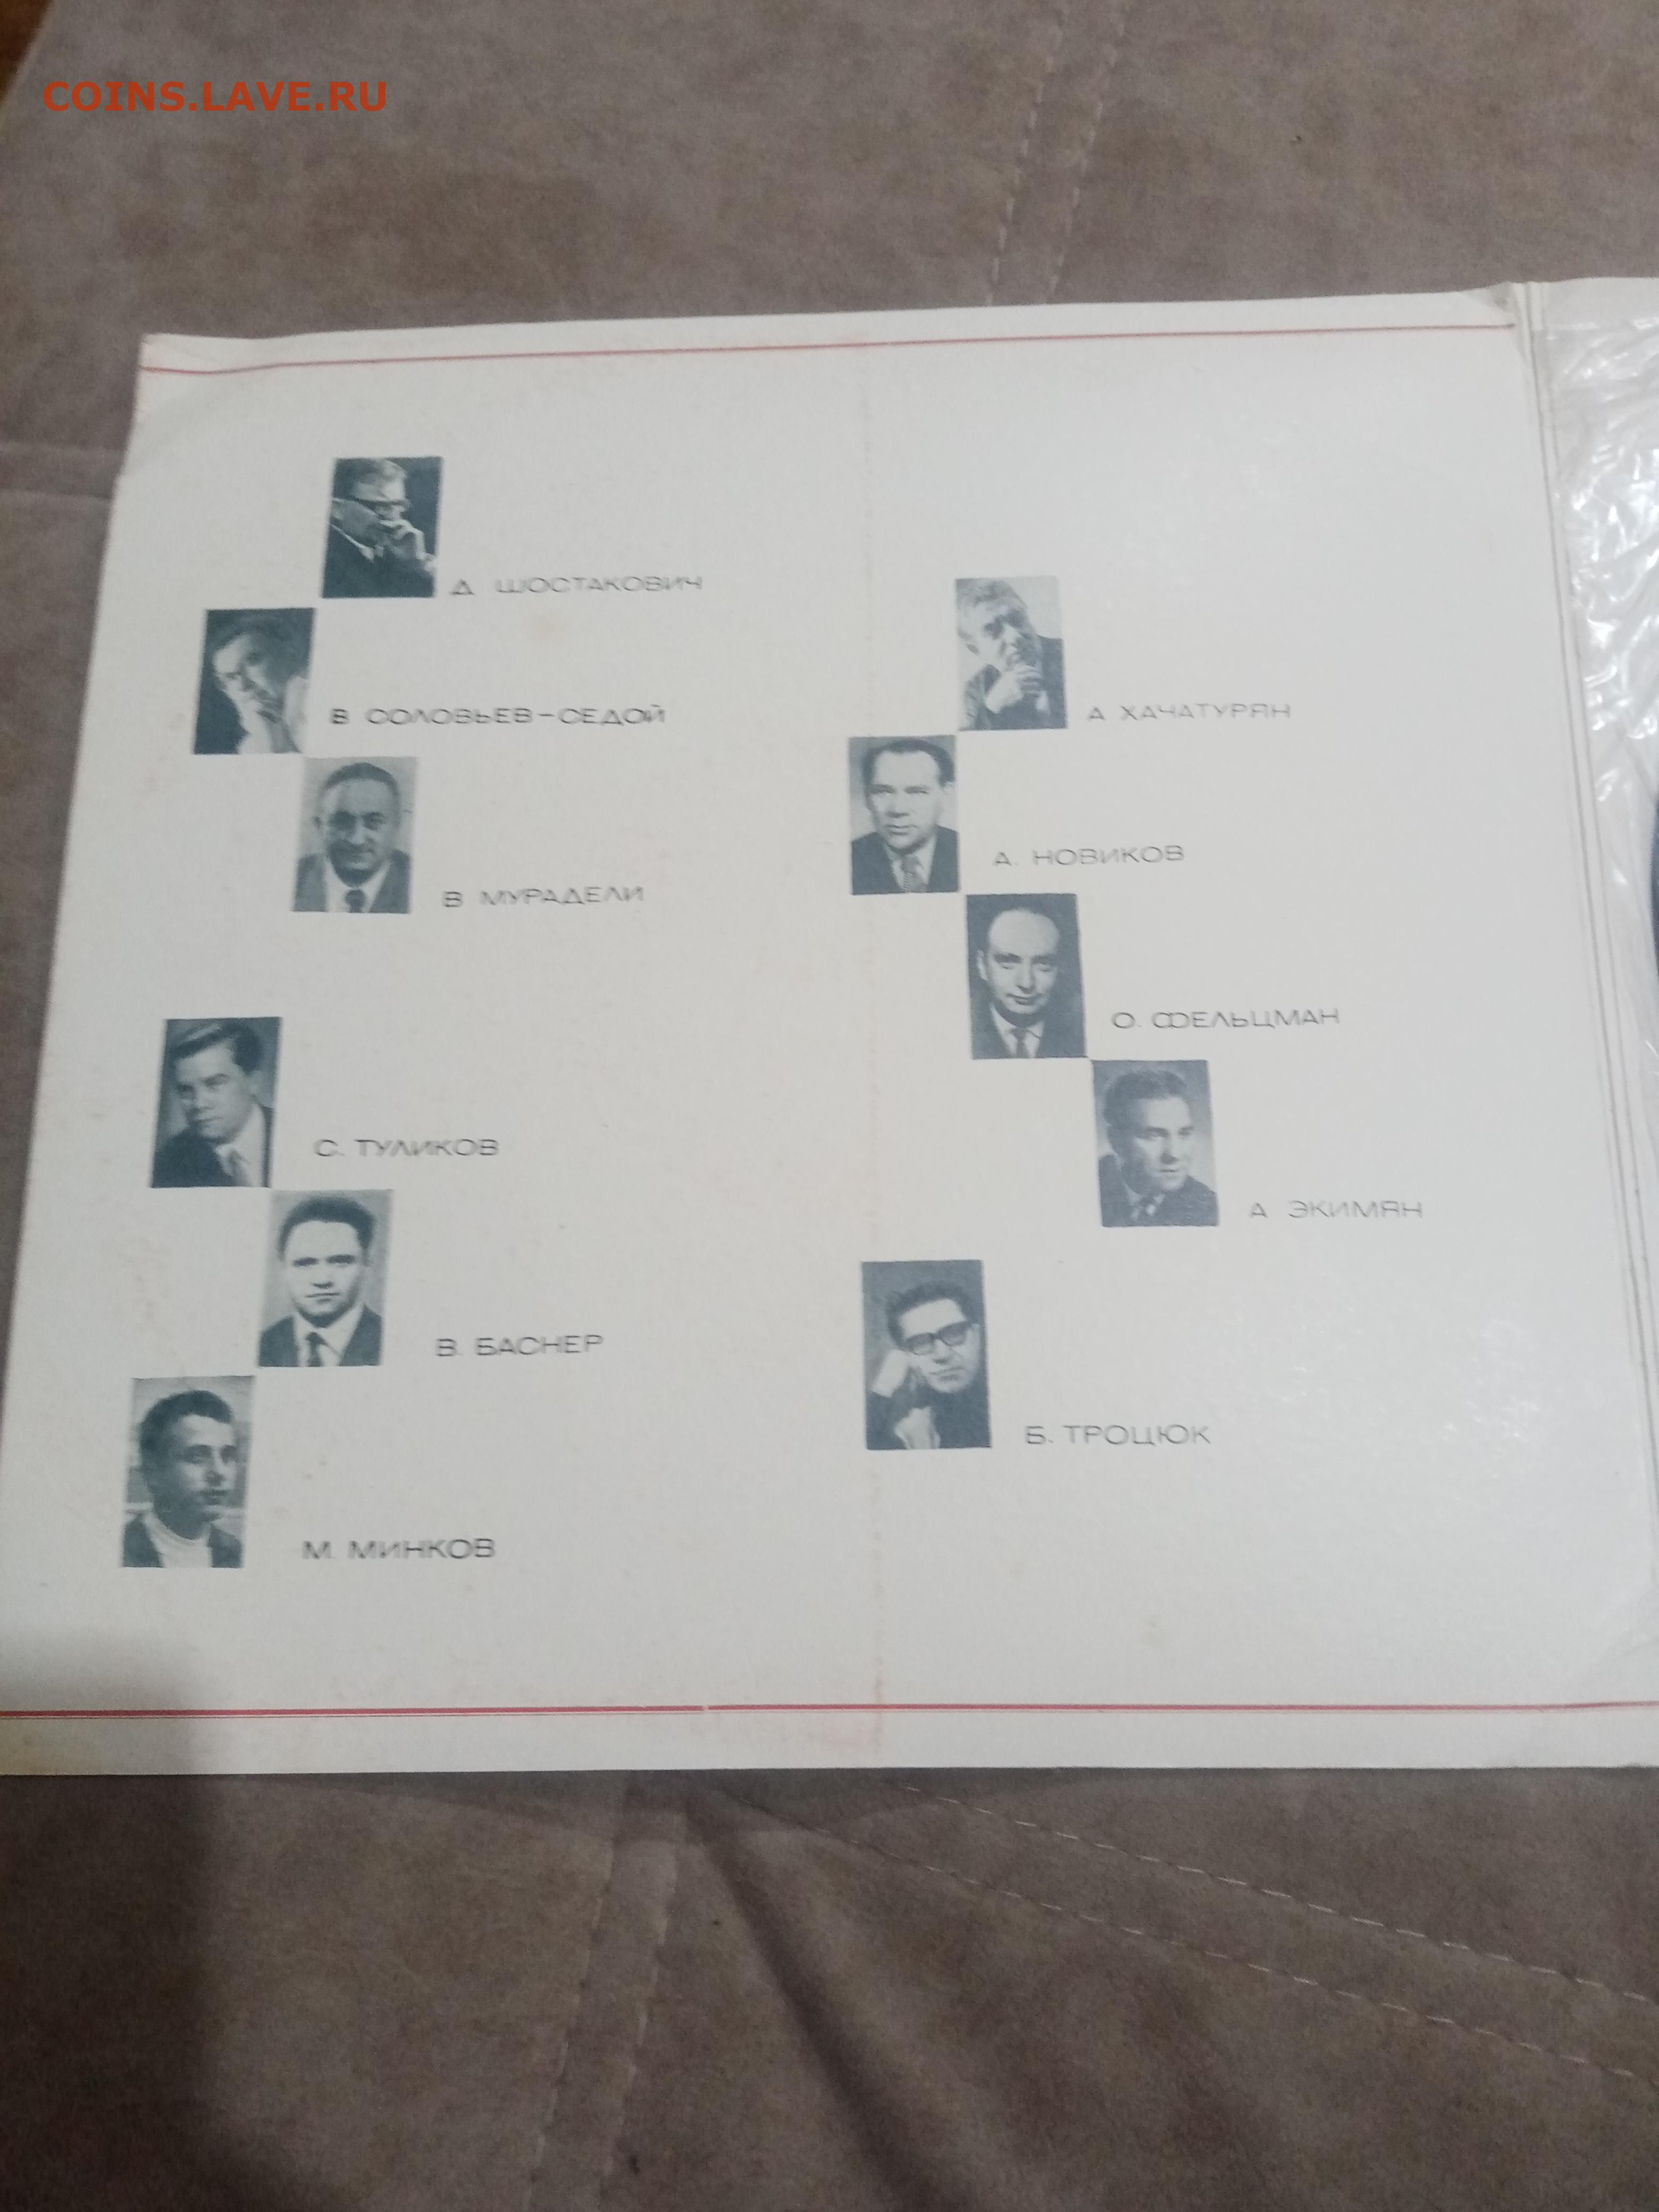 COINS.LAVE.RU
Д ШОСТАКОВИЧ
В СОЛОВЬЕВ-СЕДОЙ
В МУРАДЕЛИ
С. ТУЛИКОВ
В. БАСНЕР
М. МИНКОВ
А ХАЧАТУРЯН
А. НОВИКОВ
О. ФЕЛЬЦМАН
А ЭКИМЯН
Б. ТРОЦЮК